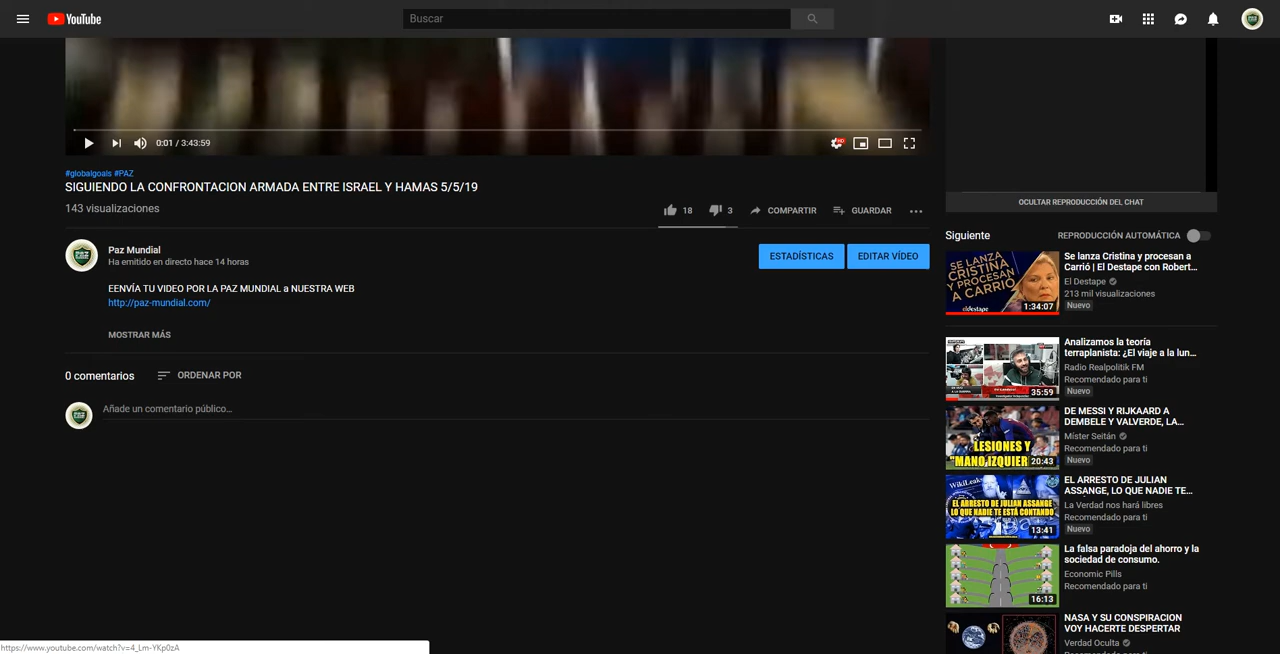 YouTube
Buscar
0:01 / 3:43:59
HD
#globalgoals #PAZ
SIGUIENDO LA CONFRONTACION ARMADA ENTRE ISRAEL Y HAMAS 5/5/19
143 visualizaciones
18
3
COMPARTIR
GUARDAR
Paz Mundial
Ha emitido en directo hace 14 horas
ESTADÍSTICAS
EDITAR VÍDEO
EENVÍA TU VIDEO POR LA PAZ MUNDIAL a NUESTRA WEB
http://paz-mundial.com/
MOSTRAR MÁS
0 comentarios
ORDENAR POR
Añade un comentario público...
OCULTAR REPRODUCCIÓN DEL CHAT
Siguiente
REPRODUCCIÓN AUTOMÁTICA
SE LANZA
CRISTINA
Y PROCESAN
A CARRIÓ
eldestape
1:34:07
Se lanza Cristina y procesan a
Carrió | El Destape con Robert...
El Destape
213 mil visualizaciones
Nuevo
35:59
Analizamos la teoría
terraplanista: ¿El viaje a la lun...
Radio Realpolitik FM
Recomendado para ti
Nuevo
LESIONES Y
"MANO IZQUIER
20:43
DE MESSI Y RIJKAARD A
DEMBELE Y VALVERDE, LA...
Míster Seitán
Recomendado para ti
Nuevo
WikiLeaks
EL ARRESTO DE JULIAN ASSANGE
LO QUE NADIE TE ESTÁ CONTANDO
13:41
EL ARRESTO DE JULIAN
ASSANGE, LO QUE NADIE TE...
La Verdad nos hará libres
Recomendado para ti
Nuevo
16:13
La falsa paradoja del ahorro y la
sociedad de consumo.
Economic Pills
Recomendado para ti
NASA Y SU CONSPIRACION
VOY HACERTE DESPERTAR
Verdad Oculta
Recomendado para ti
https://www.youtube.com/watch?v=4_Lm-YKp0zA